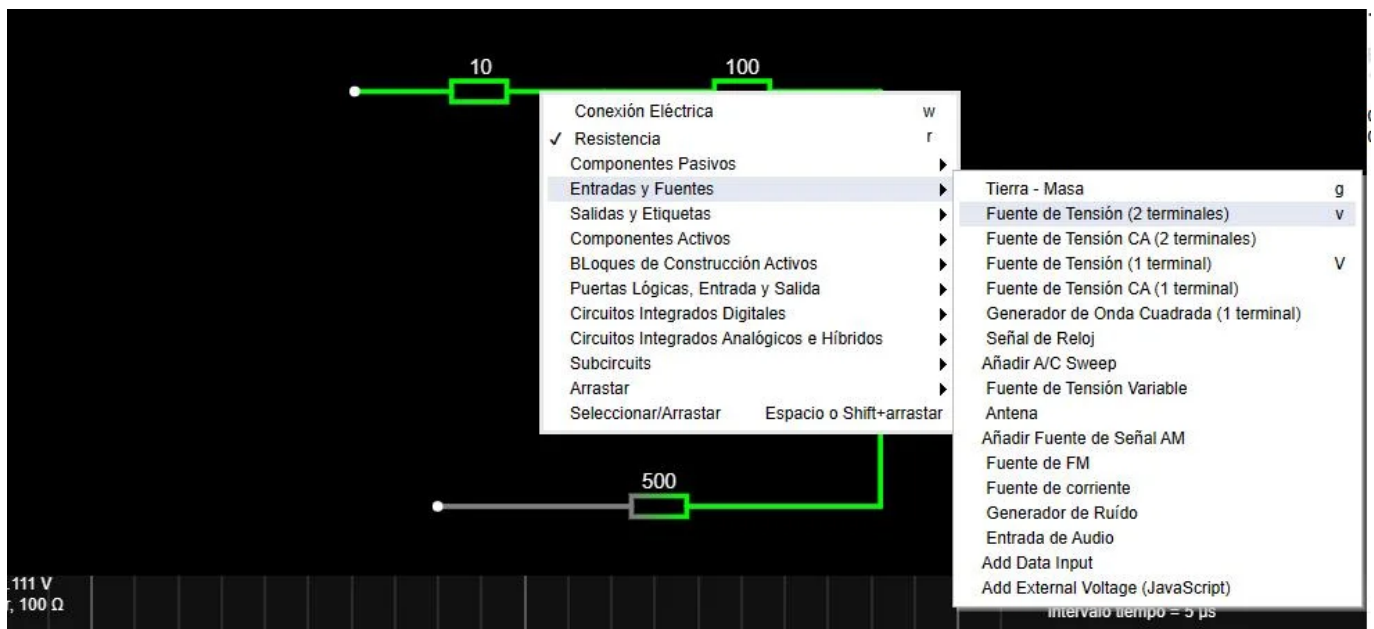 10
100
Conexión Eléctrica w
✓ Resistencia r
Componentes Pasivos
Entradas y Fuentes
Salidas y Etiquetas
Componentes Activos
BLoques de Construcción Activos
Puertas Lógicas, Entrada y Salida
Circuitos Integrados Digitales
Circuitos Integrados Analógicos e Híbridos
Subcircuits
Arrastar
Seleccionar/Arrastar Espacio o Shift+arrastar
Tierra - Masa g
Fuente de Tensión (2 terminales) v
Fuente de Tensión CA (2 terminales)
Fuente de Tensión (1 terminal) V
Fuente de Tensión CA (1 terminal)
Generador de Onda Cuadrada (1 terminal)
Señal de Reloj
Añadir A/C Sweep
Fuente de Tensión Variable
Antena
Añadir Fuente de Señal AM
Fuente de FM
Fuente de corriente
Generador de Ruído
Entrada de Audio
Add Data Input
Add External Voltage (JavaScript)
500
.111 V
r, 100 Ω
Intervalo tiempo = 5 µs